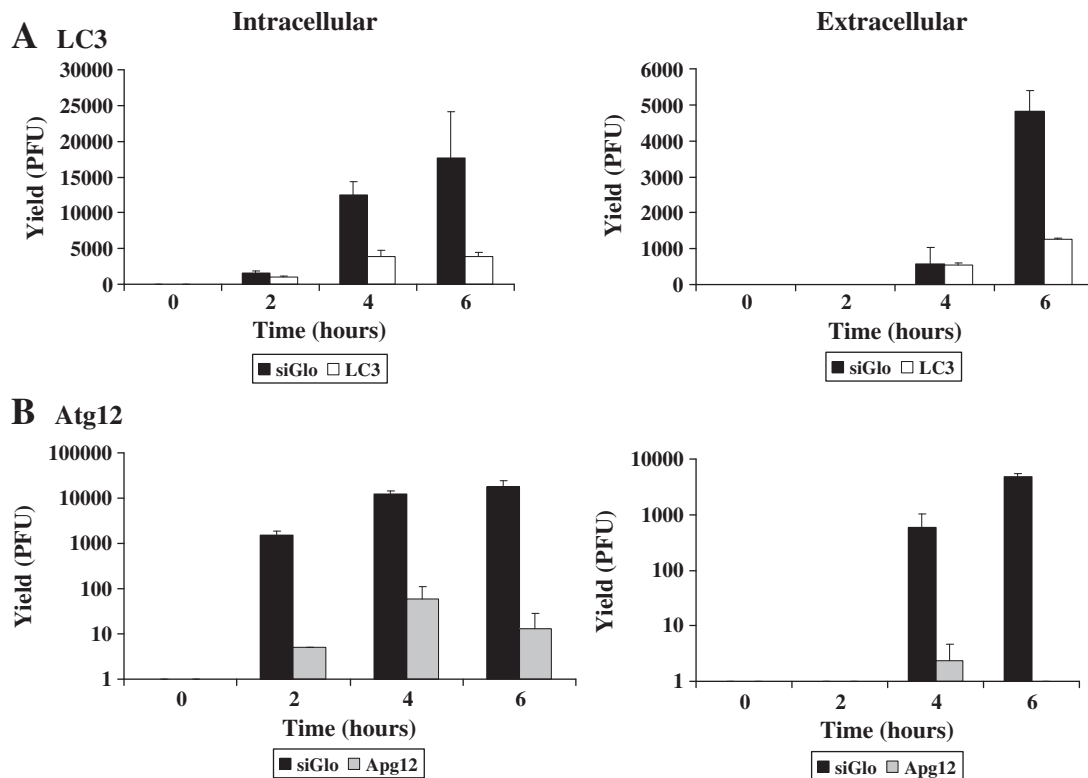 Intracellular
Extracellular
A LC3
Yield (PFU)
30000
25000
20000
15000
10000
5000
0
0 2 4 6
Time (hours)
siGlo LC3
Yield (PFU)
6000
5000
4000
3000
2000
1000
0
0 2 4 6
Time (hours)
siGlo LC3
B Atg12
Yield (PFU)
100000
10000
1000
100
10
1
0 2 4 6
Time (hours)
siGlo Apg12
Yield (PFU)
10000
1000
100
10
1
0 2 4 6
Time (hours)
siGlo Apg12